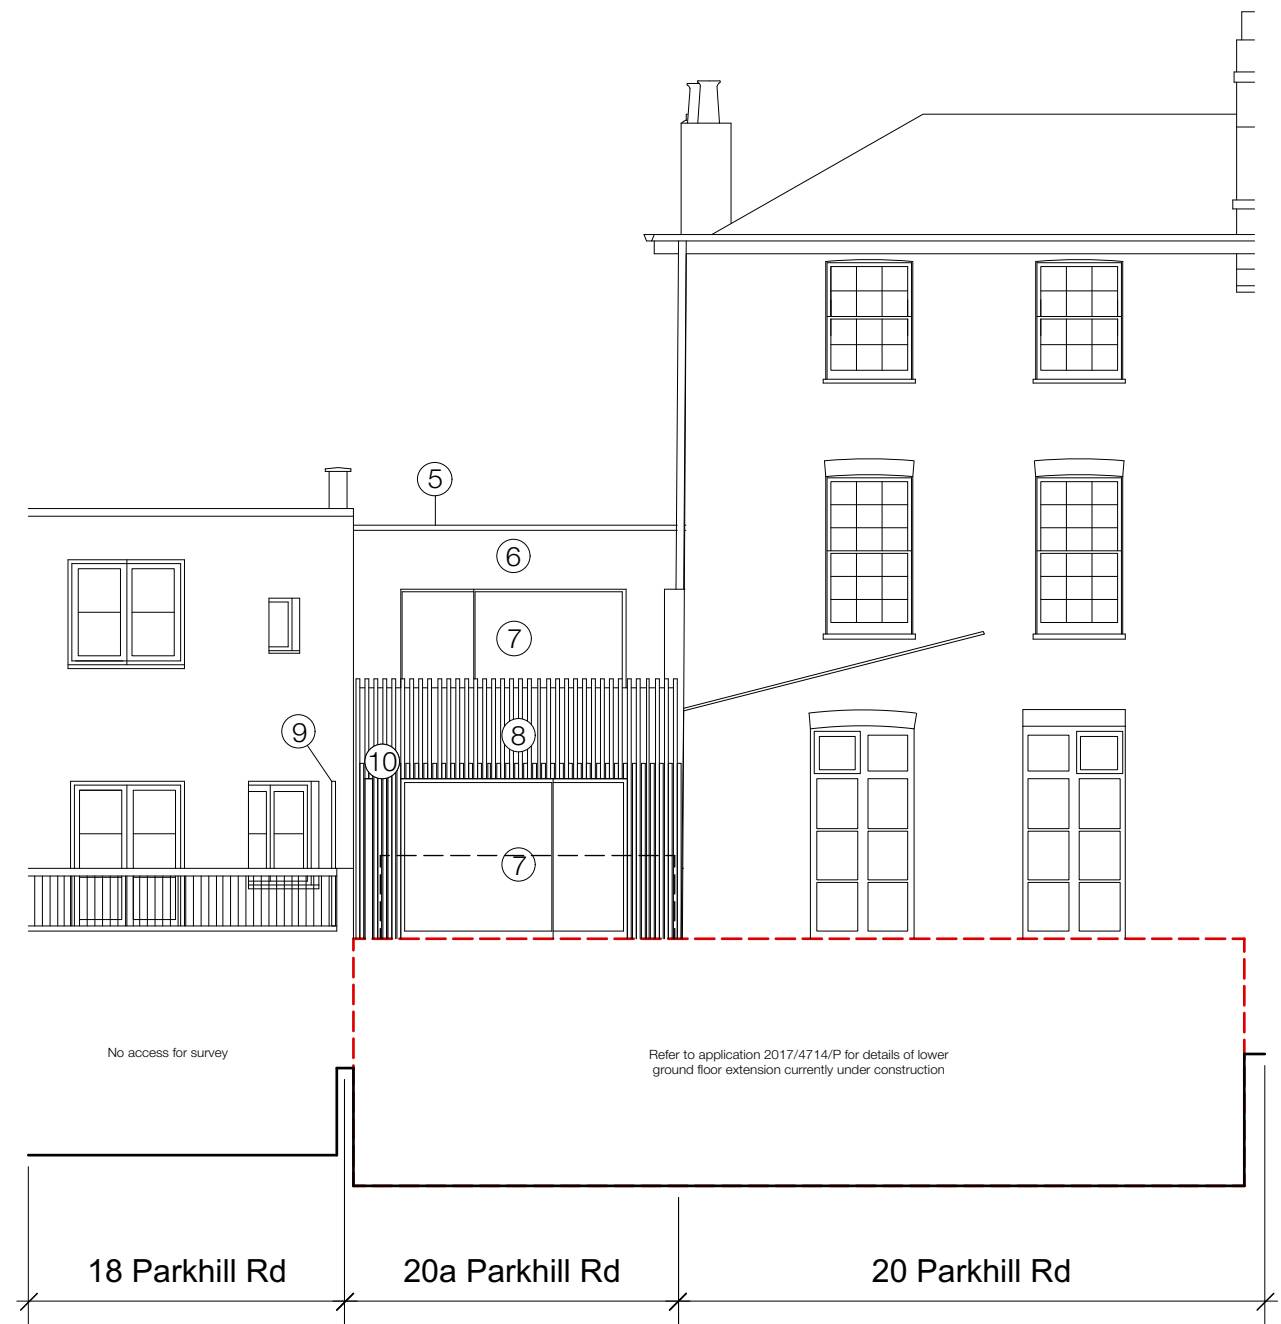 5
6
7
9
8
10
7
No access for survey
Refer to application 2017/4714/P for details of lower
ground floor extension currently under construction
18 Parkhill Rd
20a Parkhill Rd
20 Parkhill Rd